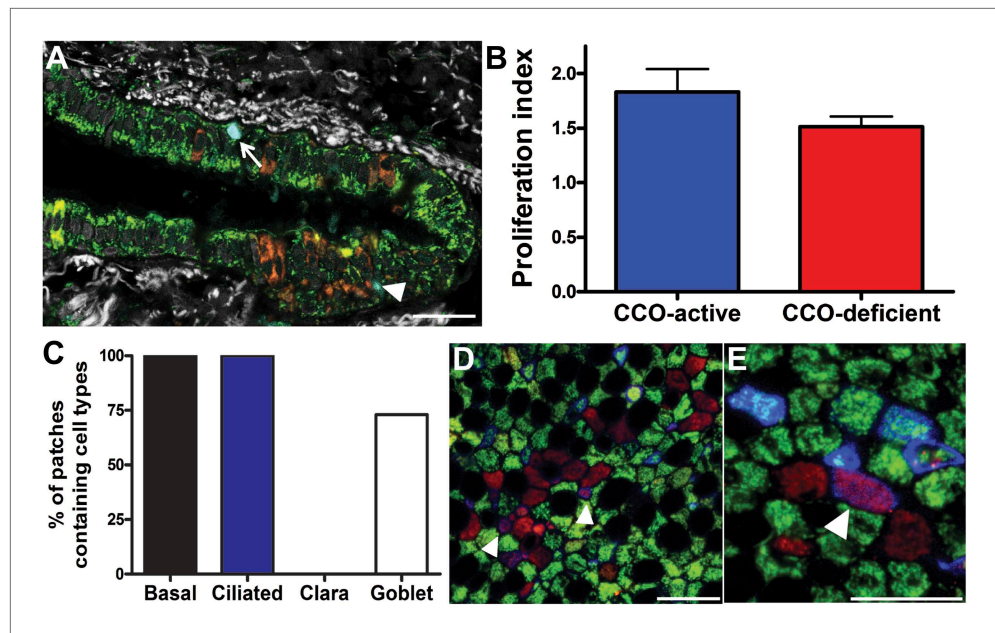 A
B
Proliferation index
2.0
1.5
1.0
0.5
0.0
CCO-active CCO-deficient
C
% of patches
containing cell types
100
75
50
25
0
Basal Ciliated Clara Goblet
D
E